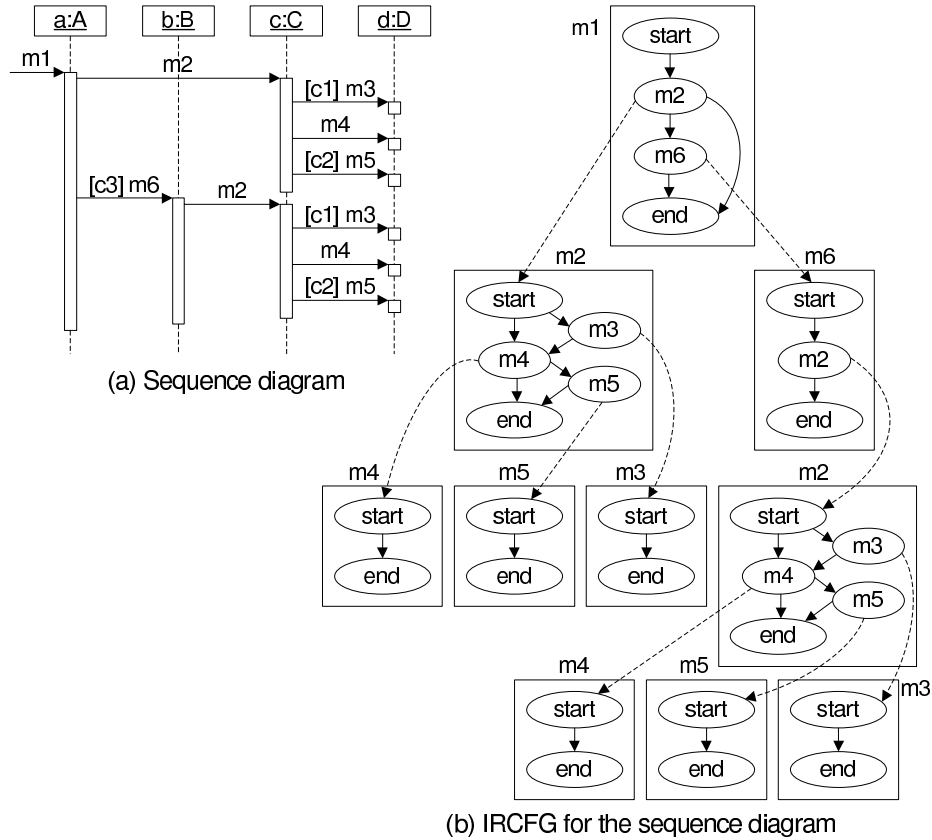 a:A b:B c:C d:D
m1
m2
[c1] m3
m4
[c2] m5
[c3] m6
m2
[c1] m3
m4
[c2] m5
(a) Sequence diagram
m1
start
m2
m6
end
m2
start
m3
m4
m5
end
m6
start
m2
end
m4
start
end
m5
start
end
m3
start
end
m2
start
m3
m4
m5
end
m4
start
end
m5
start
end
m3
start
end
(b) IRCFG for the sequence diagram